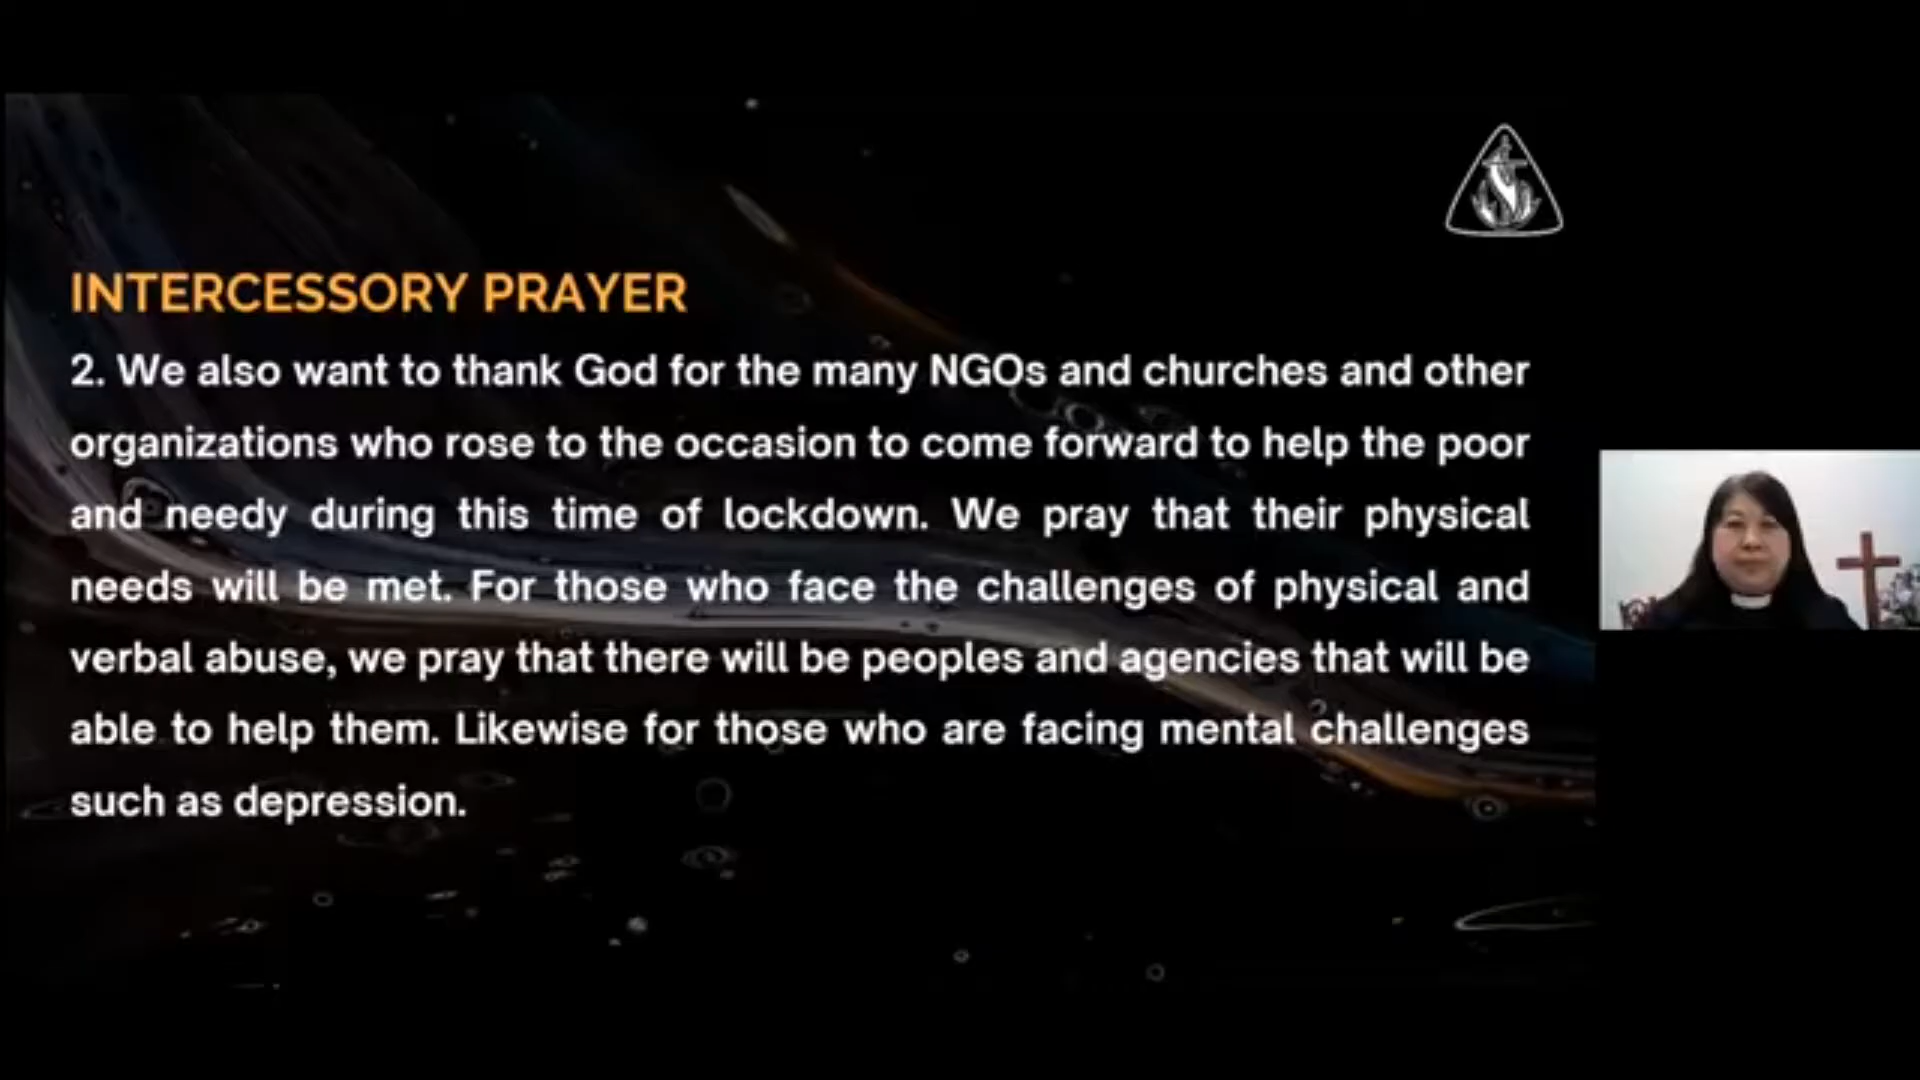 INTERCESSORY PRAYER
2. We also want to thank God for the many NGOs and churches and other
organizations who rose to the occasion to come forward to help the poor
and needy during this time of lockdown. We pray that their physical
needs will be met. For those who face the challenges of physical and
verbal abuse, we pray that there will be peoples and agencies that will be
able to help them. Likewise for those who are facing mental challenges
such as depression.